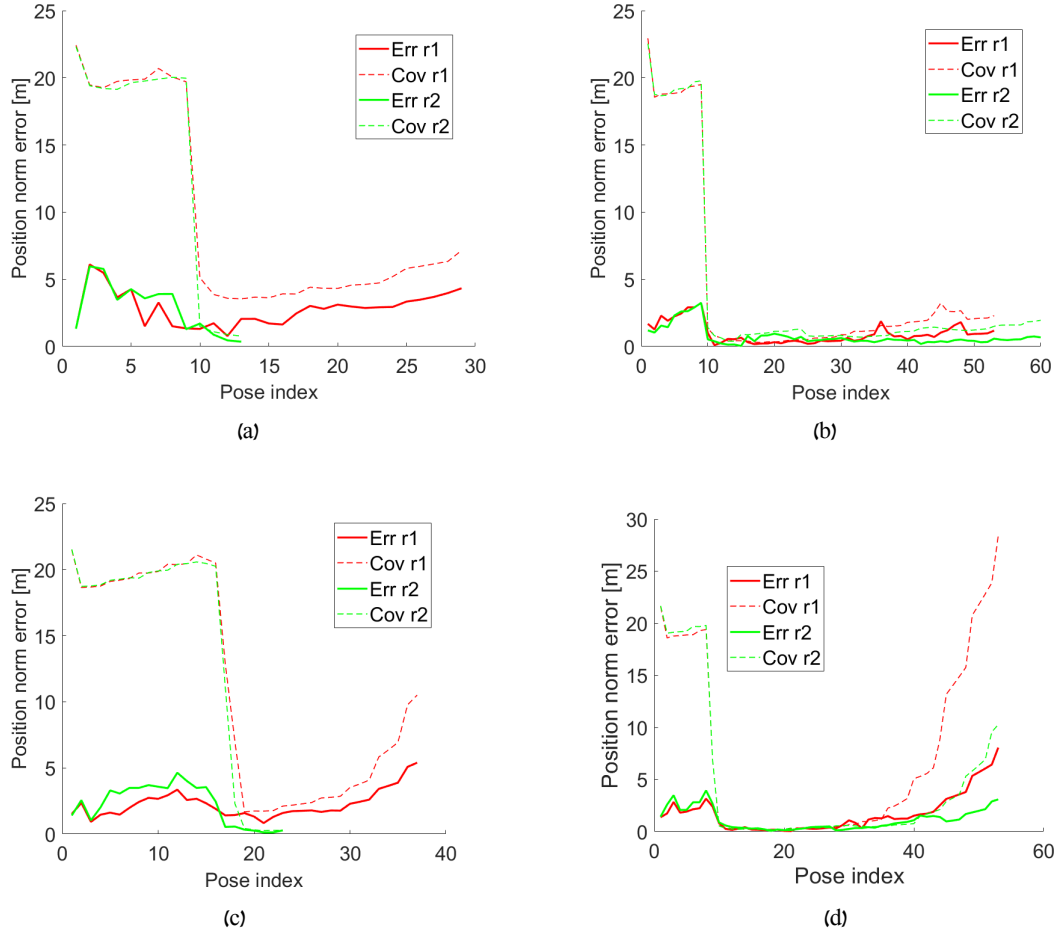 25
20
15
10
5
0
Position norm error [m]
0 5 10 15 20 25 30
Pose index
Err r1
Cov r1
Err r2
Cov r2
(a)
25
20
15
10
5
0
Position norm error [m]
0 10 20 30 40 50 60
Pose index
Err r1
Cov r1
Err r2
Cov r2
(b)
25
20
15
10
5
0
Position norm error [m]
0 10 20 30 40
Pose index
Err r1
Cov r1
Err r2
Cov r2
(c)
30
25
20
15
10
5
0
Position norm error [m]
0 20 40 60
Pose index
Err r1
Cov r1
Err r2
Cov r2
(d)